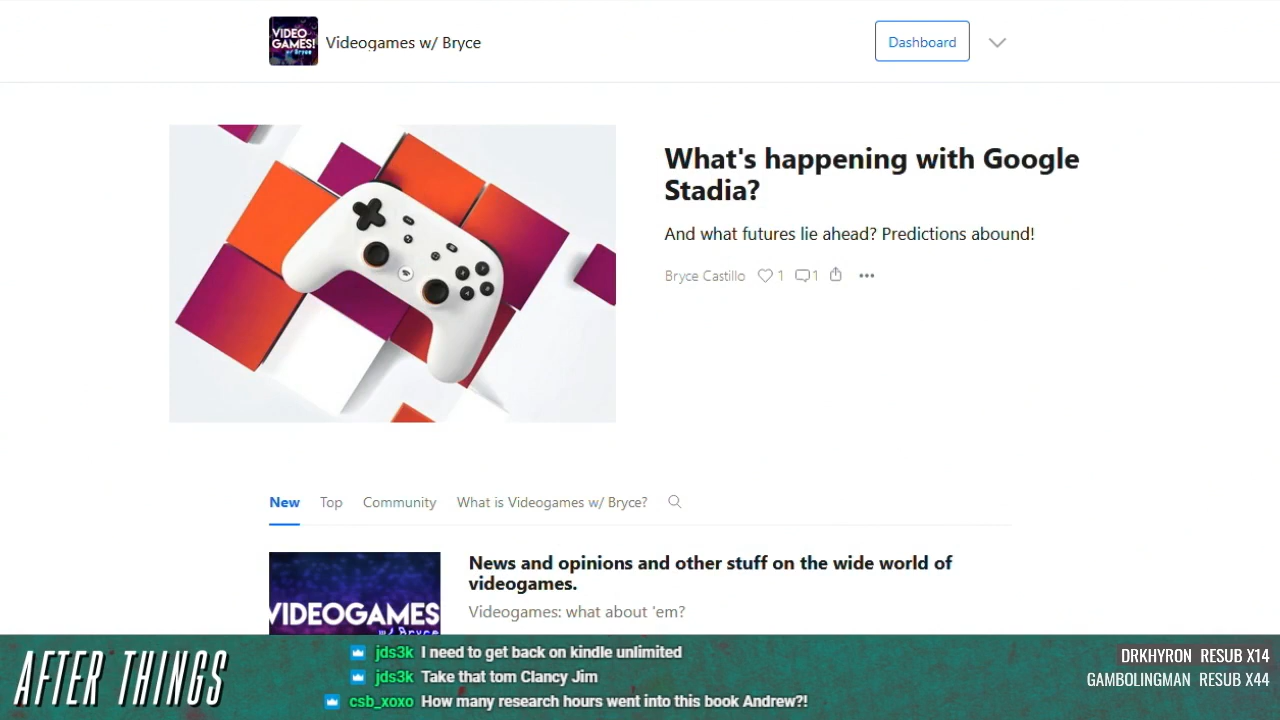 VIDEO
GAMES!
w/ Bryce
Videogames w/ Bryce
Dashboard
What's happening with Google
Stadia?
And what futures lie ahead? Predictions abound!
Bryce Castillo 1 1
New Top Community What is Videogames w/ Bryce?
News and opinions and other stuff on the wide world of
videogames.
Videogames: what about 'em?
VIDEOGAMES
w/ Bryce
AFTER THINGS
jds3k I need to get back on kindle unlimited
jds3k Take that tom Clancy Jim
csb_xoxo How many research hours went into this book Andrew?!
DRKHYRON RESUB X14
GAMBOLINGMAN RESUB X44